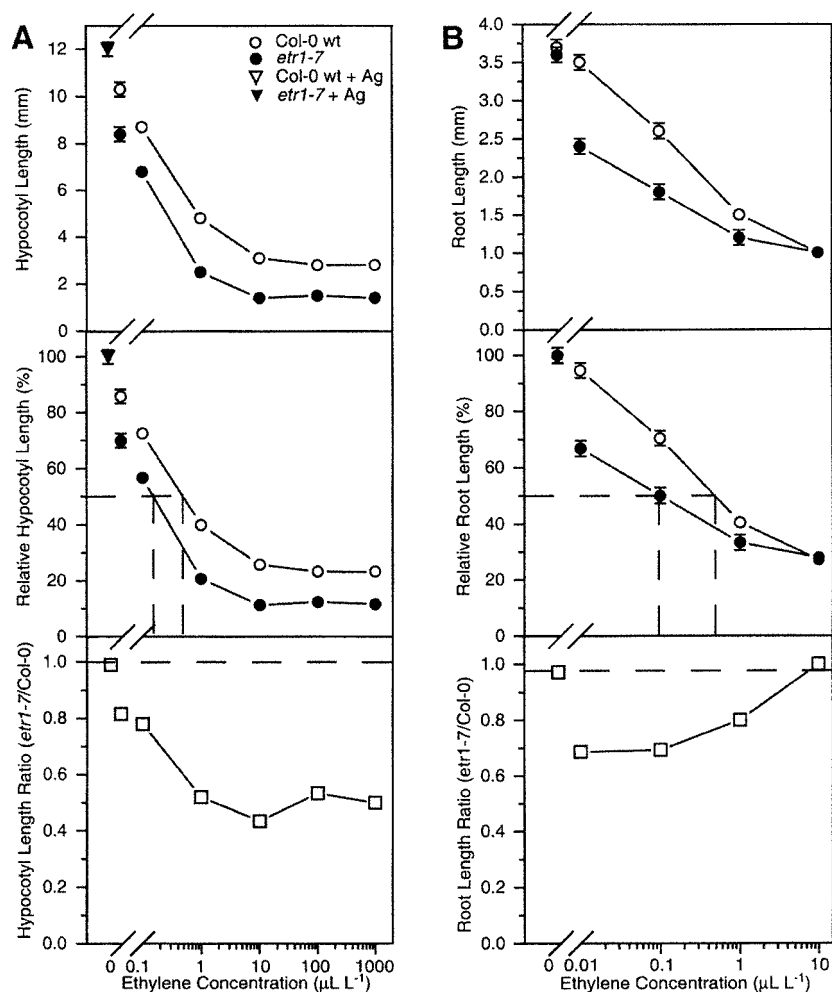 A
12
10
8
6
4
2
0
Hypocotyl Length (mm)
Col-0 wt
etr1-7
Col-0 wt + Ag
etr1-7 + Ag
100
80
60
40
20
0
Relative Hypocotyl Length (%)
1.0
0.8
0.6
0.4
0.2
0.0
Hypocotyl Length Ratio (etr1-7/Col-0)
0 0.1 1 10 100 1000
Ethylene Concentration (µL L⁻¹)
B
4.0
3.5
3.0
2.5
2.0
1.5
1.0
0.5
0.0
Root Length (mm)
100
80
60
40
20
0
Relative Root Length (%)
1.0
0.8
0.6
0.4
0.2
0.0
Root Length Ratio (etr1-7/Col-0)
0 0.01 0.1 1 10
Ethylene Concentration (µL L⁻¹)